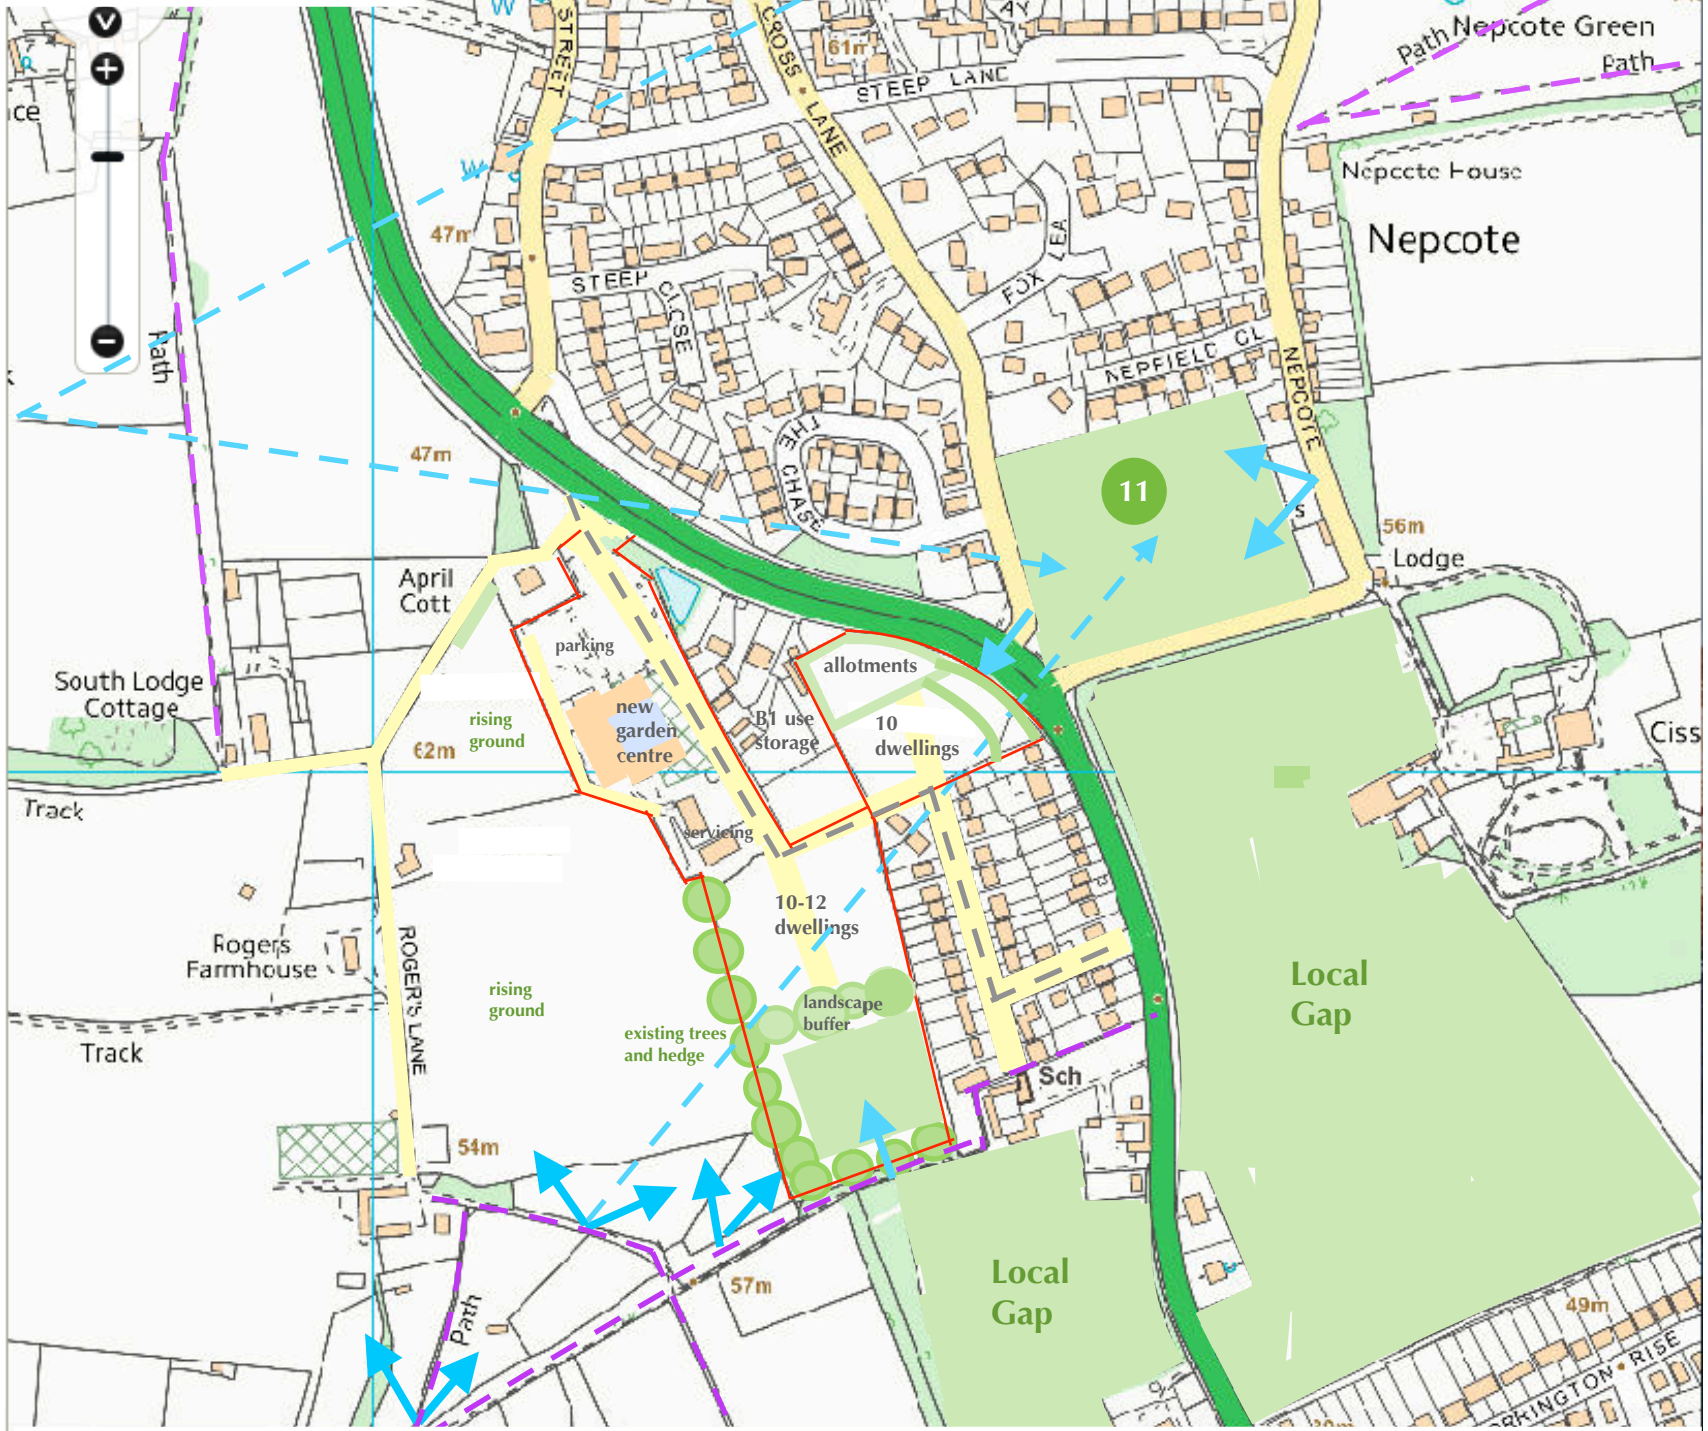 STREET
CROSS LANE
61m
STEEP LANE
Path
Nepcote Green
Path
ce
Nepcote House
Nepcote
W
W
47m
STEEP CLOSE
FOX LEA
NEPFIELD CL
NEPCOTE
Path
THE CHASE
47m
11
s
56m
Lodge
April
Cott
parking
allotments
South Lodge
Cottage
rising
ground
62m
new
garden
centre
B1 use
storage
10
dwellings
Ciss
Track
servicing
10-12
dwellings
Rogers
Farmhouse
ROGER'S LANE
rising
ground
landscape
buffer
Local
Gap
existing trees
and hedge
Track
Sch
54m
57m
Local
Gap
Path
49m
RISE